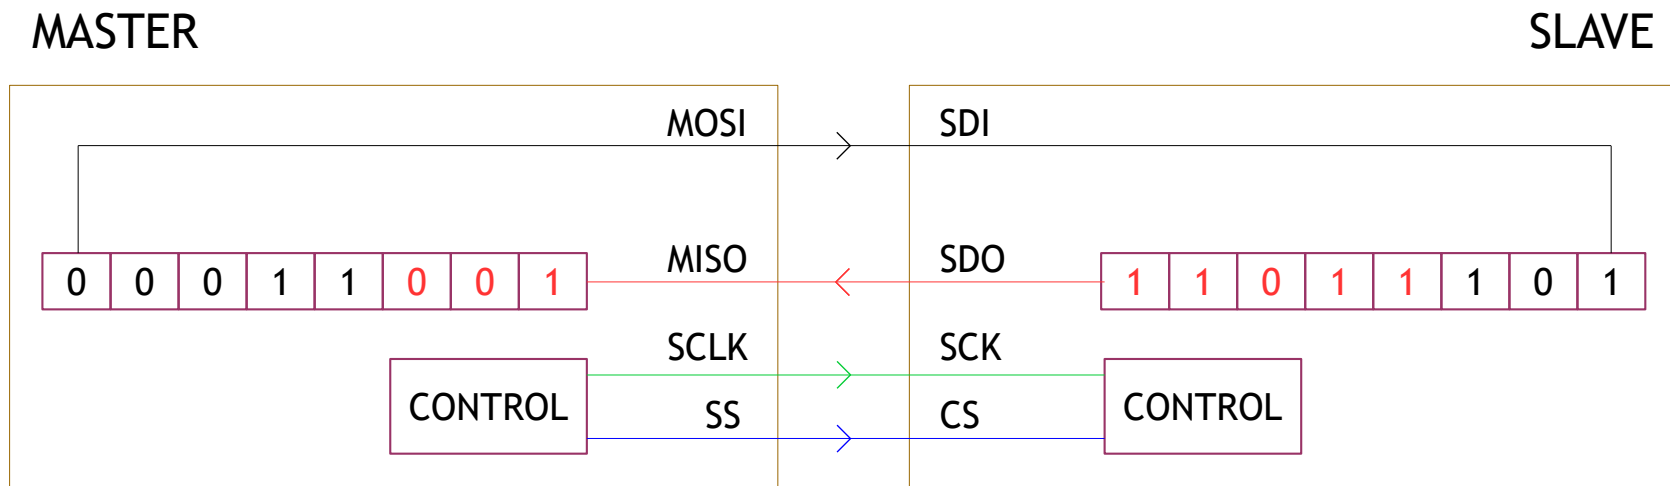 MASTER SLAVE
MOSI SDI
MISO SDO
0 0 0 1 1 0 0 1 1 1 0 1 1 1 0 1
SCLK SCK
CONTROL CONTROL
SS CS